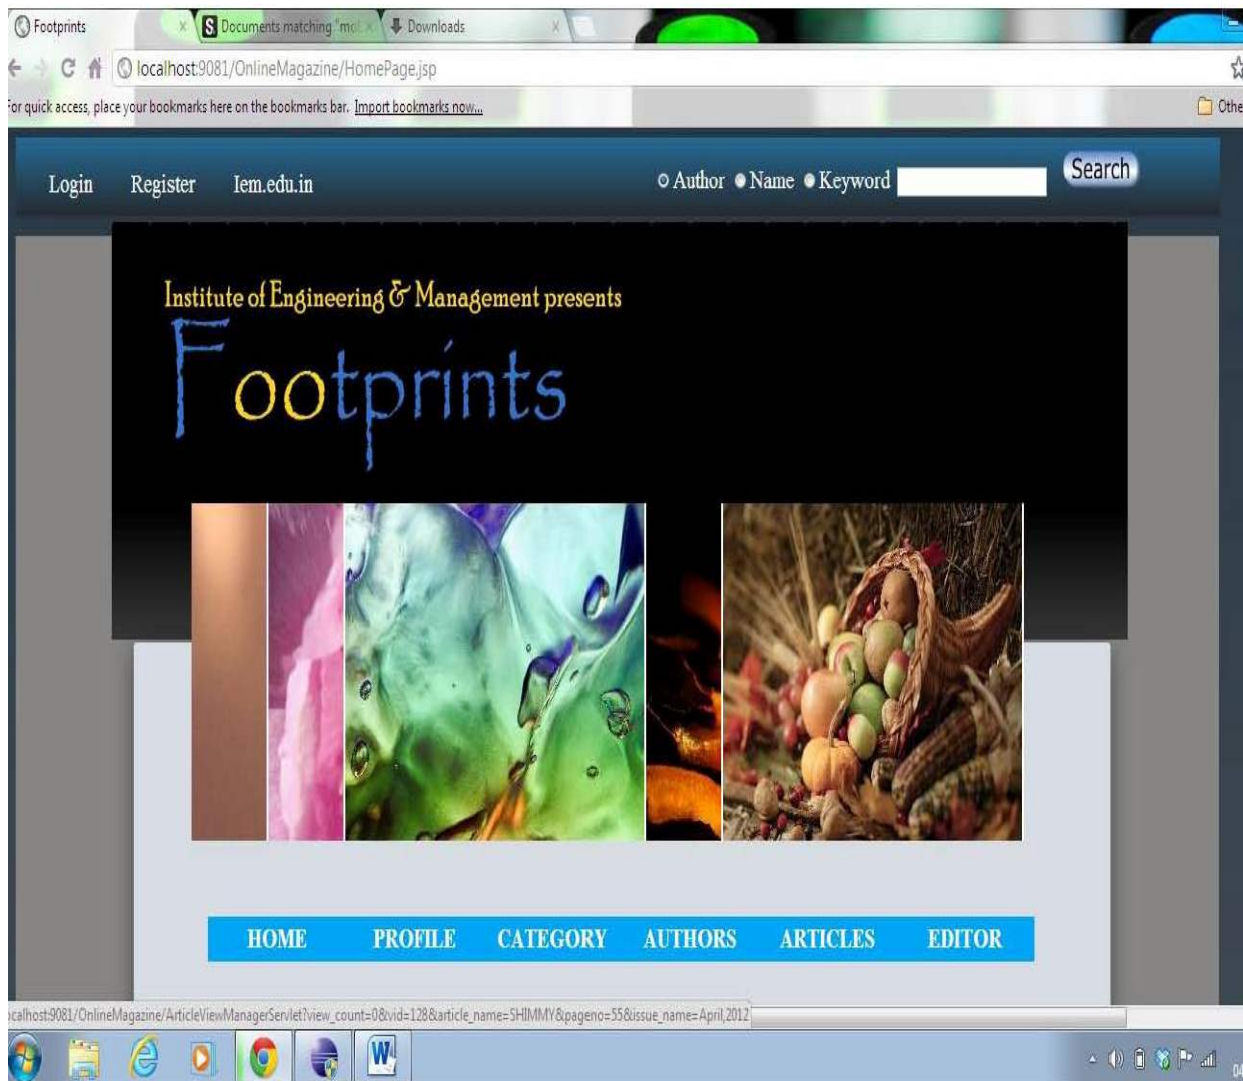 Footprints
Documents matching "mob
Downloads
localhost:9081/OnlineMagazine/HomePage.jsp
For quick access, place your bookmarks here on the bookmarks bar. Import bookmarks now...
Othe
Login Register Iem.edu.in
Author Name Keyword Search
Institute of Engineering & Management presents
Footprints
HOME PROFILE CATEGORY AUTHORS ARTICLES EDITOR
ocalhost:9081/OnlineMagazine/ArticleViewManagerServlet?view_count=0&vid=128&article_name=SHIMMY&pageno=55&issue_name=April,2012
04